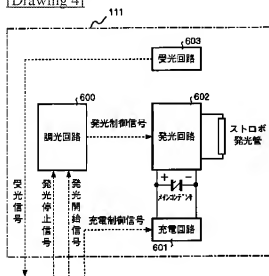 [Drawing 4]
111
603
受光回路
600
調光回路
発光制御信号
602
発光回路
ストロボ
発光管
+ −
メインコンデンサ
充電制御信号
充電回路
601
受光信号
発光停止信号
発光開始信号